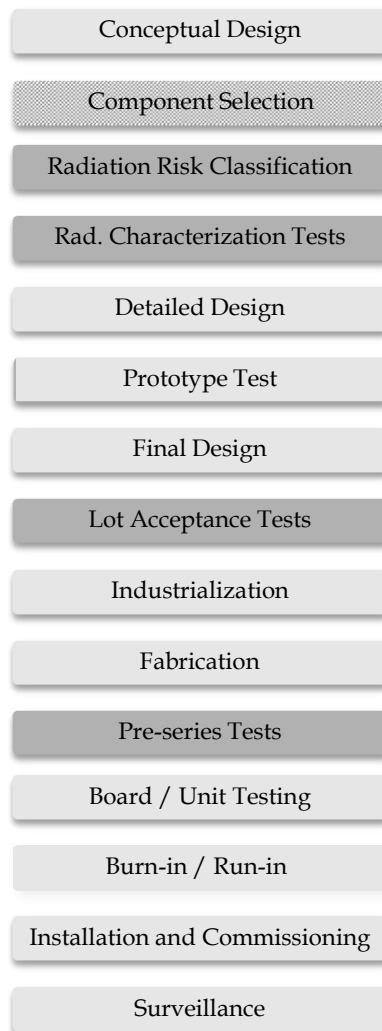 Conceptual Design
Component Selection
Radiation Risk Classification
Rad. Characterization Tests
Detailed Design
Prototype Test
Final Design
Lot Acceptance Tests
Industrialization
Fabrication
Pre-series Tests
Board / Unit Testing
Burn-in / Run-in
Installation and Commissioning
Surveillance